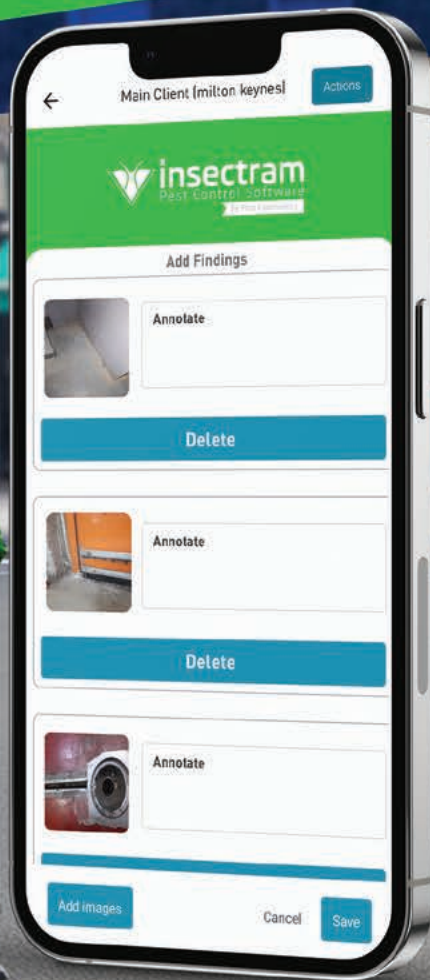 Main Client (milton keynes)
Actions
insectram
Pest Control Software
Add Findings
Annotate
Delete
Annotate
Delete
Annotate
Add images
Cancel
Save